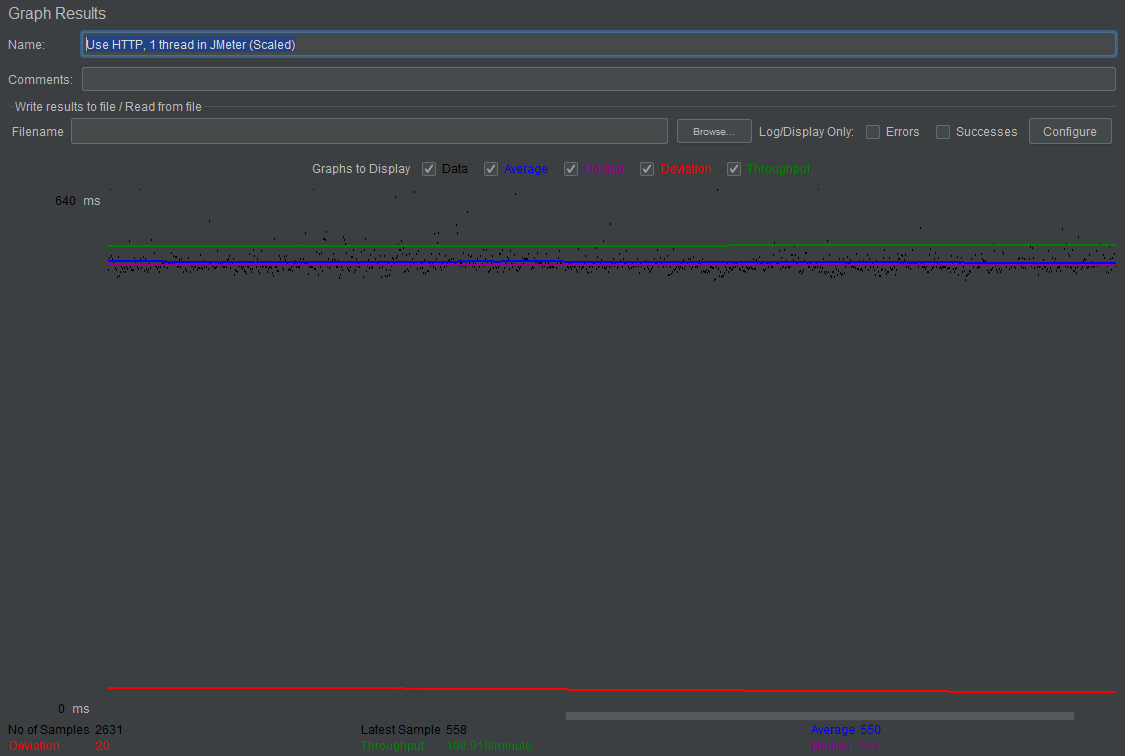 Graph Results
Name: Use HTTP, 1 thread in JMeter (Scaled)
Comments:
Write results to file / Read from file
Filename Browse... Log/Display Only: Errors Successes Configure
Graphs to Display Data Average Median Deviation Throughput
640 ms
0 ms
No of Samples 2631 Latest Sample 558 Average 550
Deviation 20 Throughput 108.919/minute Median 547